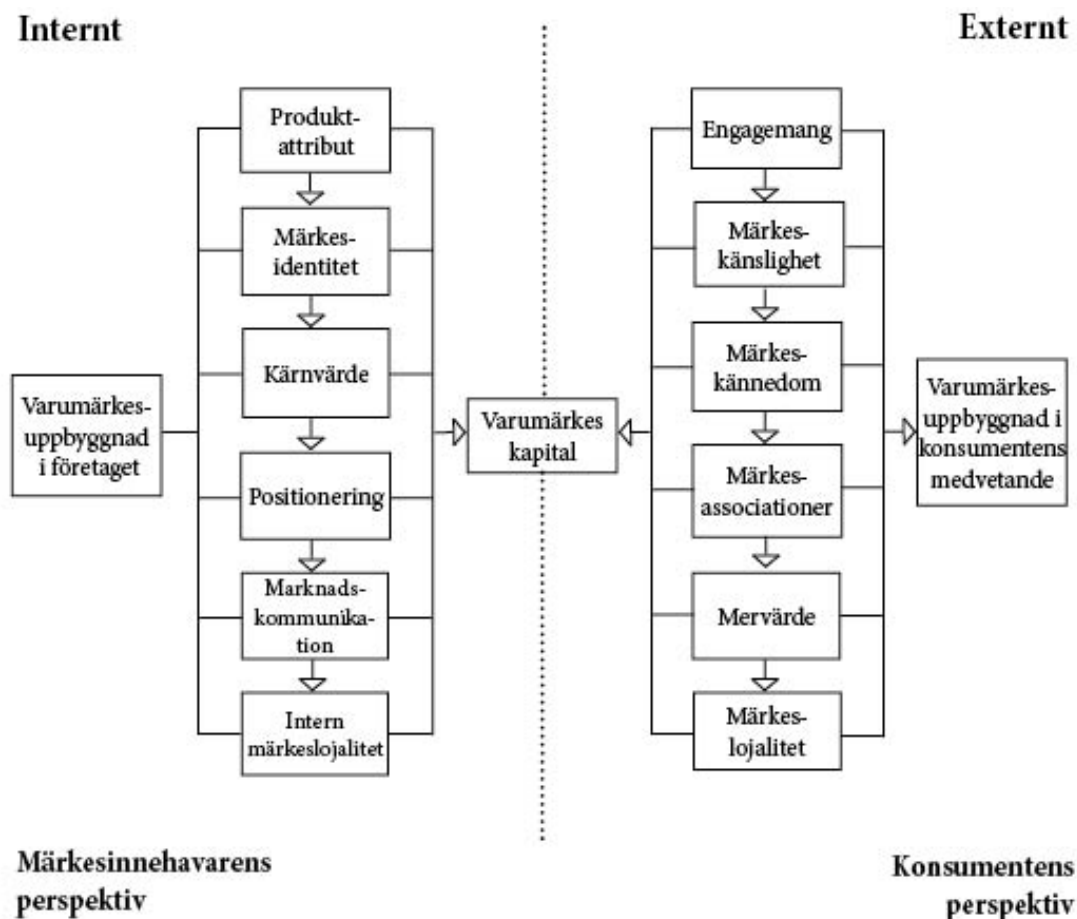 Internt
Externt
Produkt-
attribut
Märkes-
identitet
Kärnvärde
Positionering
Marknads-
kommunika-
tion
Intern
märkeslojalitet
Varumärkes-
uppbyggnad
i företaget
Varumärkes
kapital
Engagemang
Märkes-
känslighet
Märkes-
kännedom
Märkes-
associationer
Mervärde
Märkes-
lojalitet
Varumärkes-
uppbyggnad i
konsumentens
medvetande
Märkesinnehavarens
perspektiv
Konsumentens
perspektiv